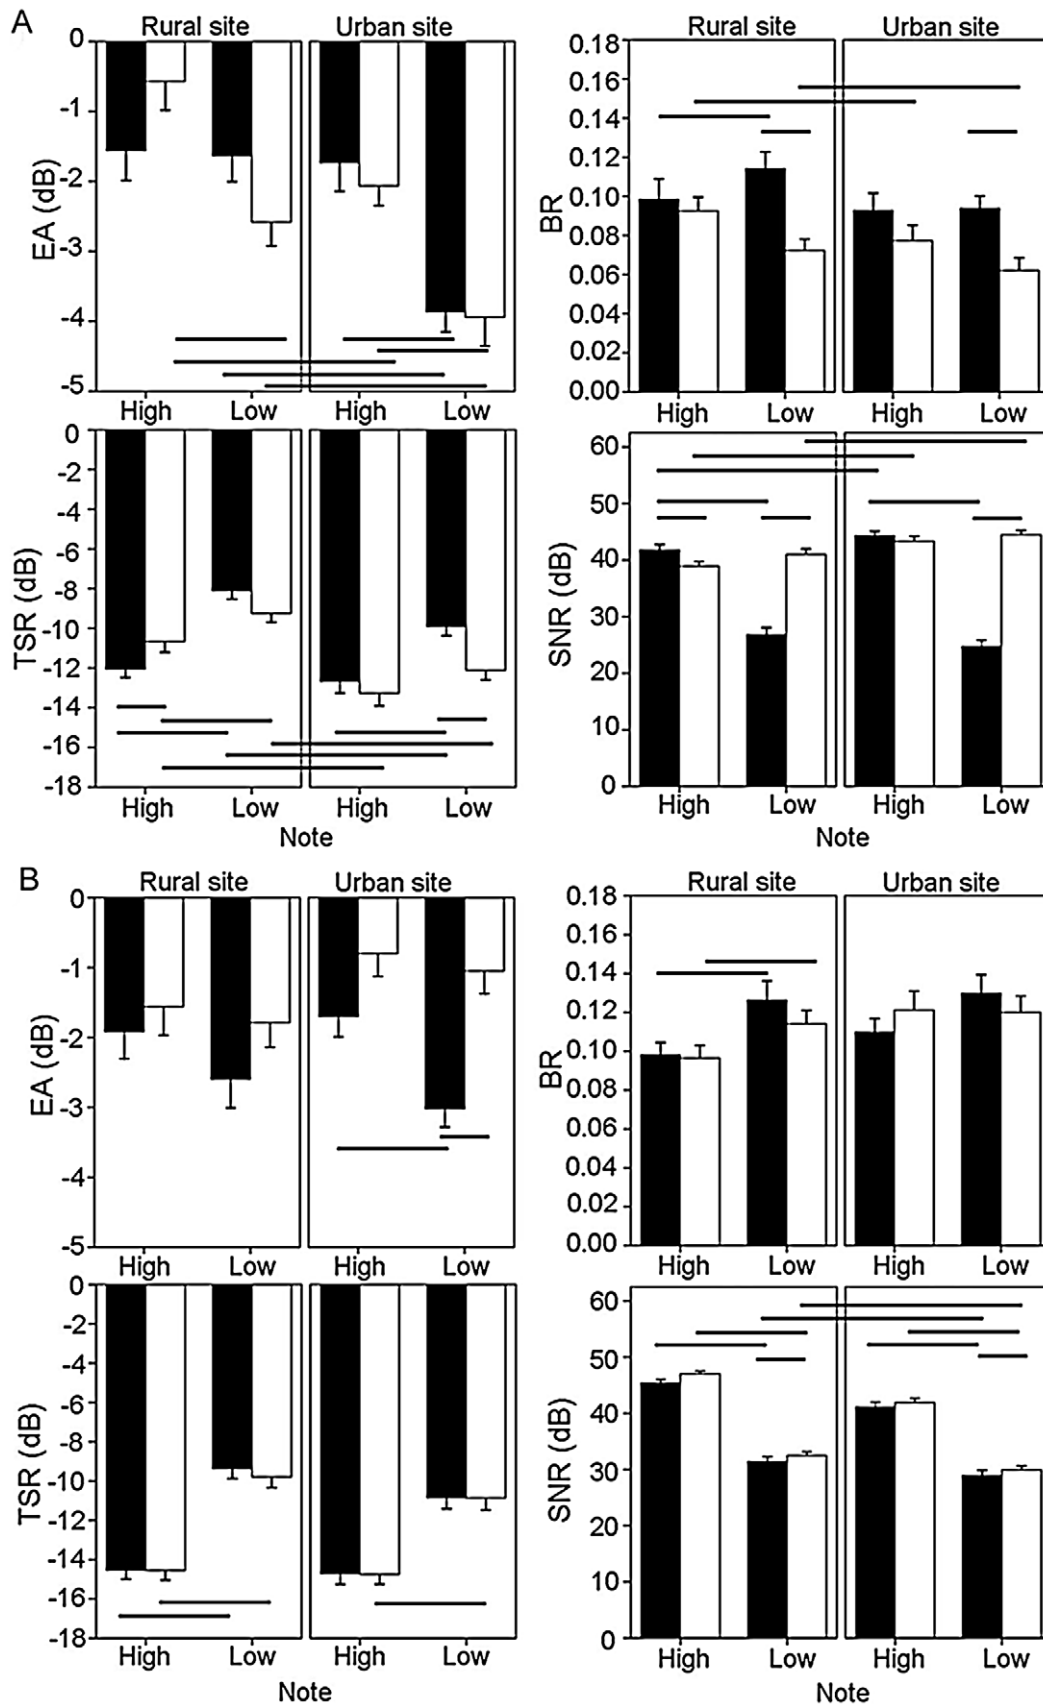 A
Rural site Urban site
EA (dB)
0
-1
-2
-3
-4
-5
High Low High Low
Rural site Urban site
BR
0.18
0.16
0.14
0.12
0.10
0.08
0.06
0.04
0.02
0.00
High Low High Low
TSR (dB)
0
-2
-4
-6
-8
-10
-12
-14
-16
-18
High Low High Low
Note
SNR (dB)
60
50
40
30
20
10
0
High Low High Low
Note
B
Rural site Urban site
EA (dB)
0
-1
-2
-3
-4
-5
High Low High Low
Rural site Urban site
BR
0.18
0.16
0.14
0.12
0.10
0.08
0.06
0.04
0.02
0.00
High Low High Low
TSR (dB)
0
-2
-4
-6
-8
-10
-12
-14
-16
-18
High Low High Low
Note
SNR (dB)
60
50
40
30
20
10
0
High Low High Low
Note